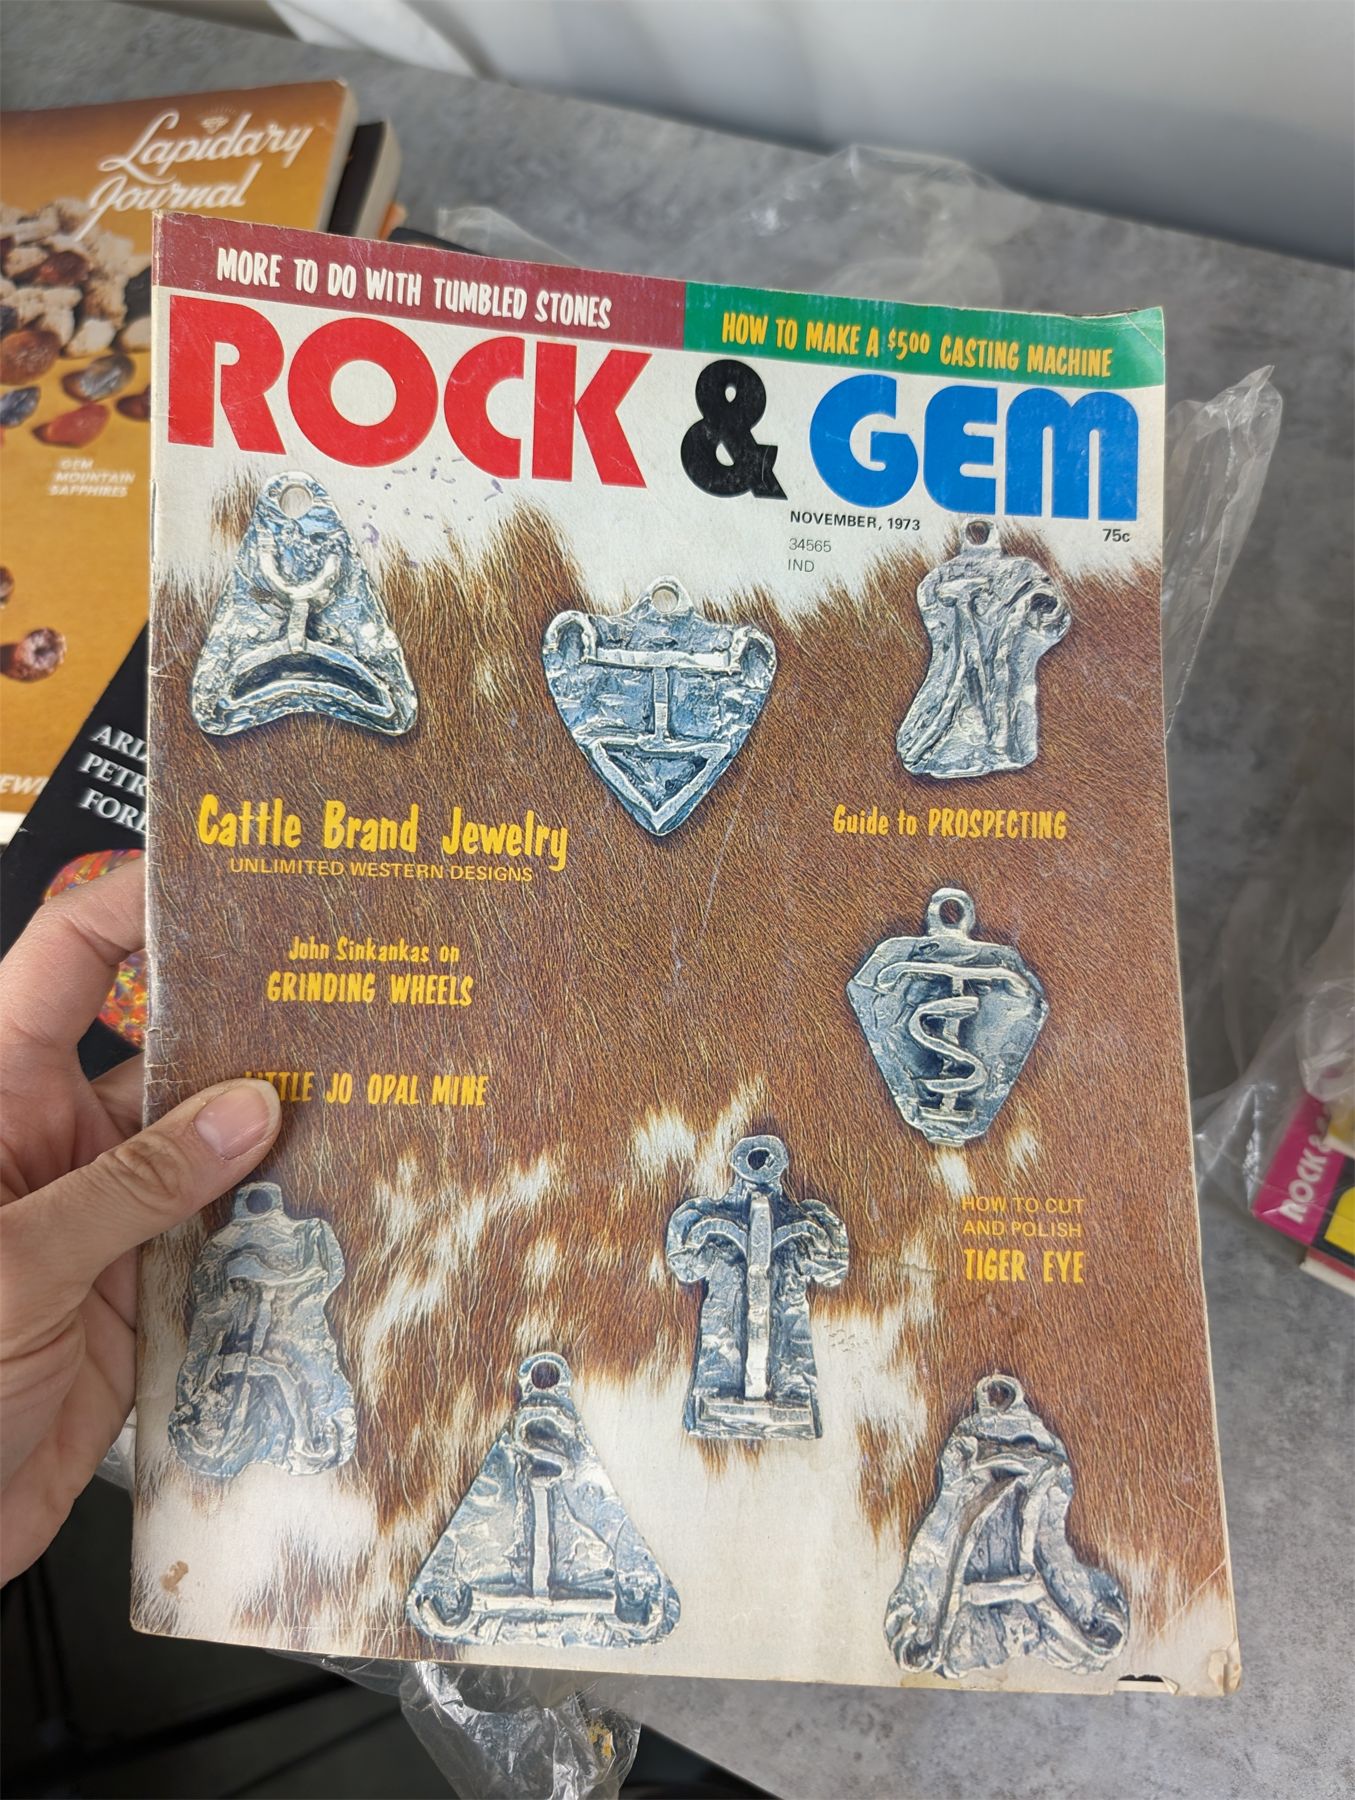 Lapidary
Journal
GEM
MOUNTAIN
SAPPHIRES
MORE TO DO WITH TUMBLED STONES
HOW TO MAKE A $500 CASTING MACHINE
ROCK & GEM
NOVEMBER, 1973
75c
34565
IND
Cattle Brand Jewelry
UNLIMITED WESTERN DESIGNS
Guide to PROSPECTING
John Sinkankas on
GRINDING WHEELS
TTLE JO OPAL MINE
HOW TO CUT
AND POLISH
TIGER EYE
ROCK &